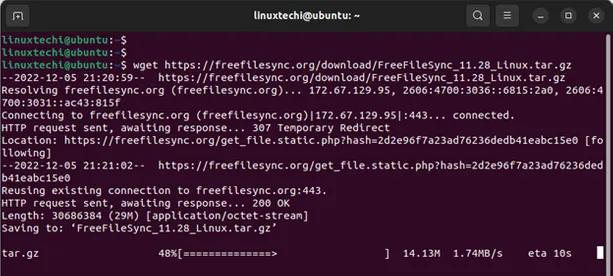 linuxtechi@ubuntu: ~
linuxtechi@ubuntu:~$
linuxtechi@ubuntu:~$
linuxtechi@ubuntu:~$ wget https://freefilesync.org/download/FreeFileSync_11.28_Linux.tar.gz
--2022-12-05 21:20:59--  https://freefilesync.org/download/FreeFileSync_11.28_Linux.tar.gz
Resolving freefilesync.org (freefilesync.org)... 172.67.129.95, 2606:4700:3036::6815:2a0, 2606:4
700:3031::ac43:815f
Connecting to freefilesync.org (freefilesync.org)|172.67.129.95|:443... connected.
HTTP request sent, awaiting response... 307 Temporary Redirect
Location: https://freefilesync.org/get_file.static.php?hash=2d2e96f7a23ad76236dedb41eabc15e0 [fo
llowing]
--2022-12-05 21:21:02--  https://freefilesync.org/get_file.static.php?hash=2d2e96f7a23ad76236ded
b41eabc15e0
Reusing existing connection to freefilesync.org:443.
HTTP request sent, awaiting response... 200 OK
Length: 30686384 (29M) [application/octet-stream]
Saving to: ‘FreeFileSync_11.28_Linux.tar.gz’
tar.gz 48%[==============> ] 14.13M 1.74MB/s eta 10s